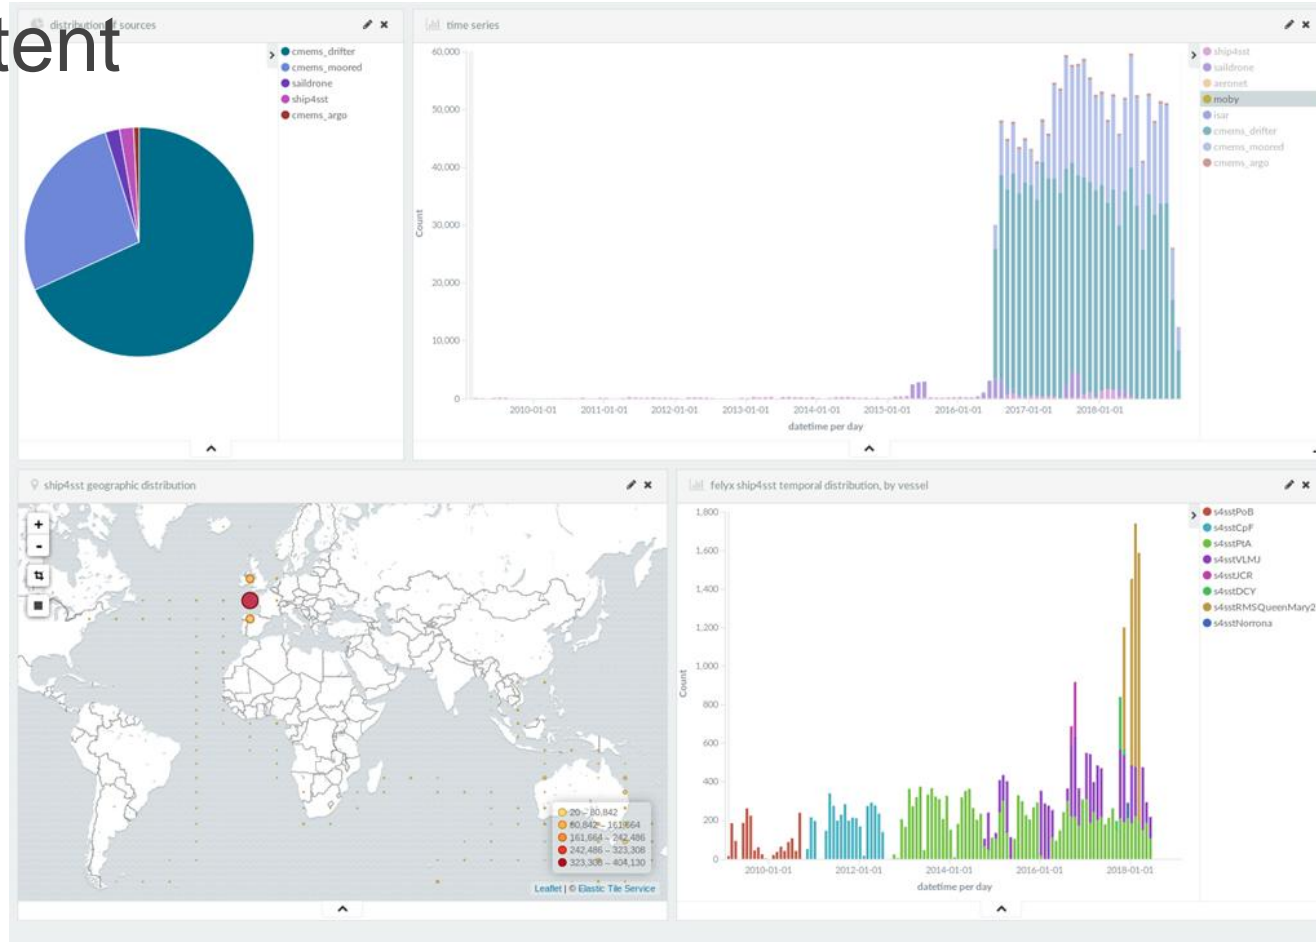 tent
distribution of sources
cmems_drifter
cmems_moored
saildrone
ship4sst
cmems_argo
time series
60,000
50,000
40,000
30,000
20,000
10,000
0
Count
2010-01-01 2011-01-01 2012-01-01 2013-01-01 2014-01-01 2015-01-01 2016-01-01 2017-01-01 2018-01-01
datetime per day
ship4sst
saildrone
aeronet
moby
isar
cmems_drifter
cmems_moored
cmems_argo
ship4sst geographic distribution
+
-
20 – 80,842
80,842 – 161,664
161,664 – 242,486
242,486 – 323,308
323,308 – 404,130
Leaflet | © Elastic Tile Service
felyx ship4sst temporal distribution, by vessel
1,800
1,600
1,400
1,200
1,000
800
600
400
200
0
Count
2010-01-01 2012-01-01 2014-01-01 2016-01-01 2018-01-01
datetime per day
s4sstPoB
s4sstCpF
s4sstPtA
s4sstVLMJ
s4sstJCR
s4sstDCY
s4sstRMSQueenMary2
s4sstNorrona